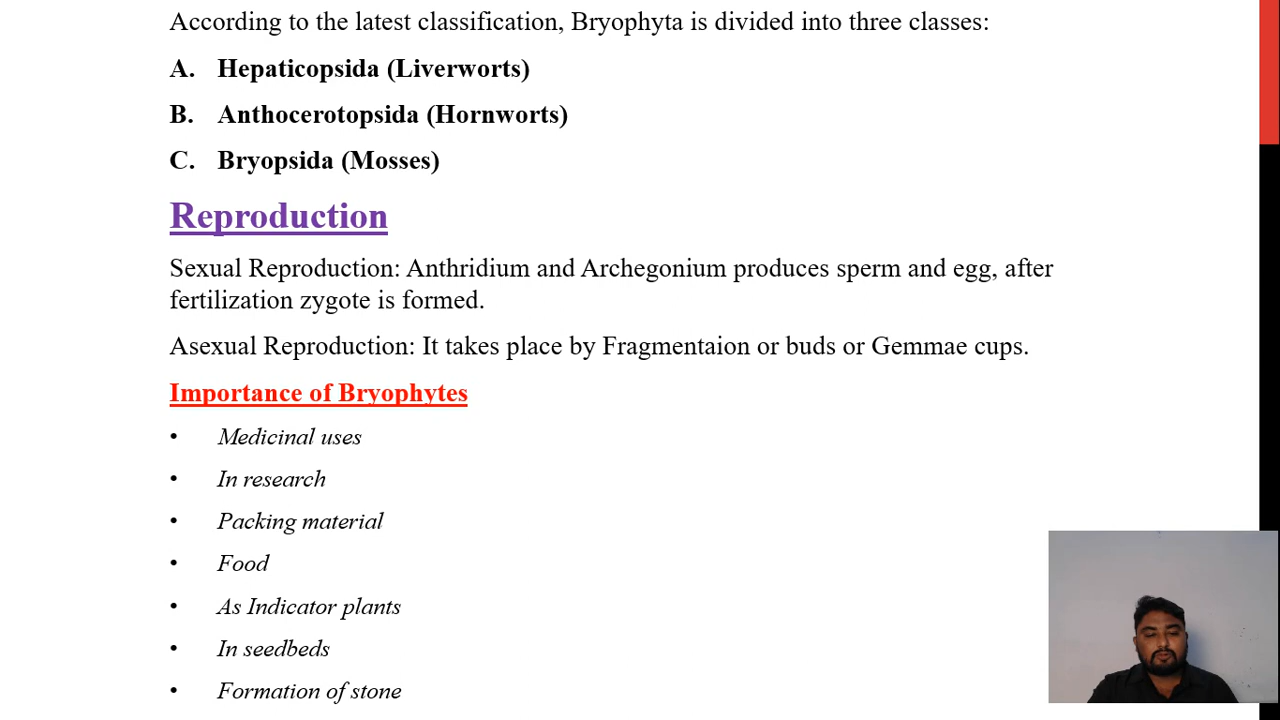 According to the latest classification, Bryophyta is divided into three classes:
A. Hepaticopsida (Liverworts)
B. Anthocerotopsida (Hornworts)
C. Bryopsida (Mosses)
Reproduction
Sexual Reproduction: Anthridium and Archegonium produces sperm and egg, after
fertilization zygote is formed.
Asexual Reproduction: It takes place by Fragmentaion or buds or Gemmae cups.
Importance of Bryophytes
• Medicinal uses
• In research
• Packing material
• Food
• As Indicator plants
• In seedbeds
• Formation of stone